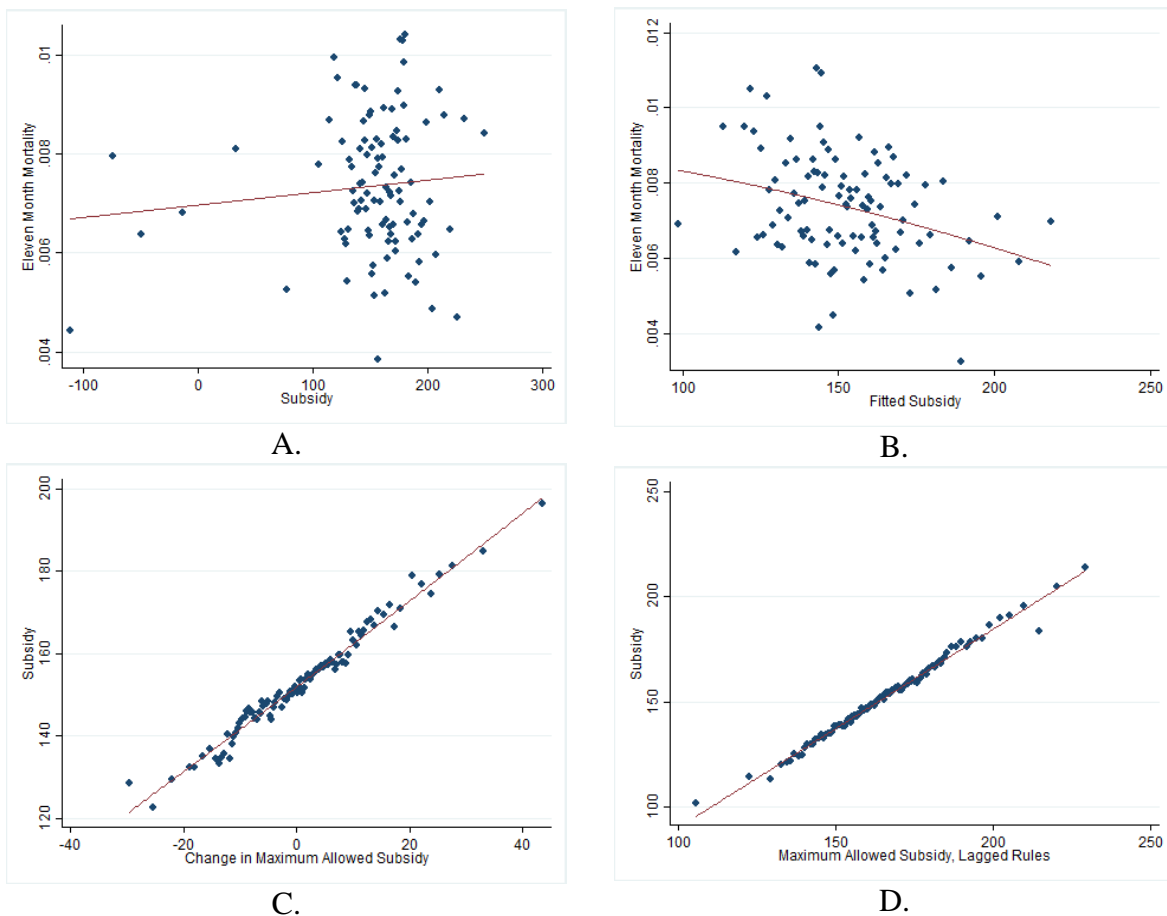 .01
.008
.006
.004
Eleven Month Mortality
-100 0 100 200 300
Subsidy
A.
.012
.01
.008
.006
.004
Eleven Month Mortality
100 150 200 250
Fitted Subsidy
B.
200
180
160
140
120
Subsidy
-40 -20 0 20 40
Change in Maximum Allowed Subsidy
C.
250
200
150
100
Subsidy
100 150 200 250
Maximum Allowed Subsidy, Lagged Rules
D.